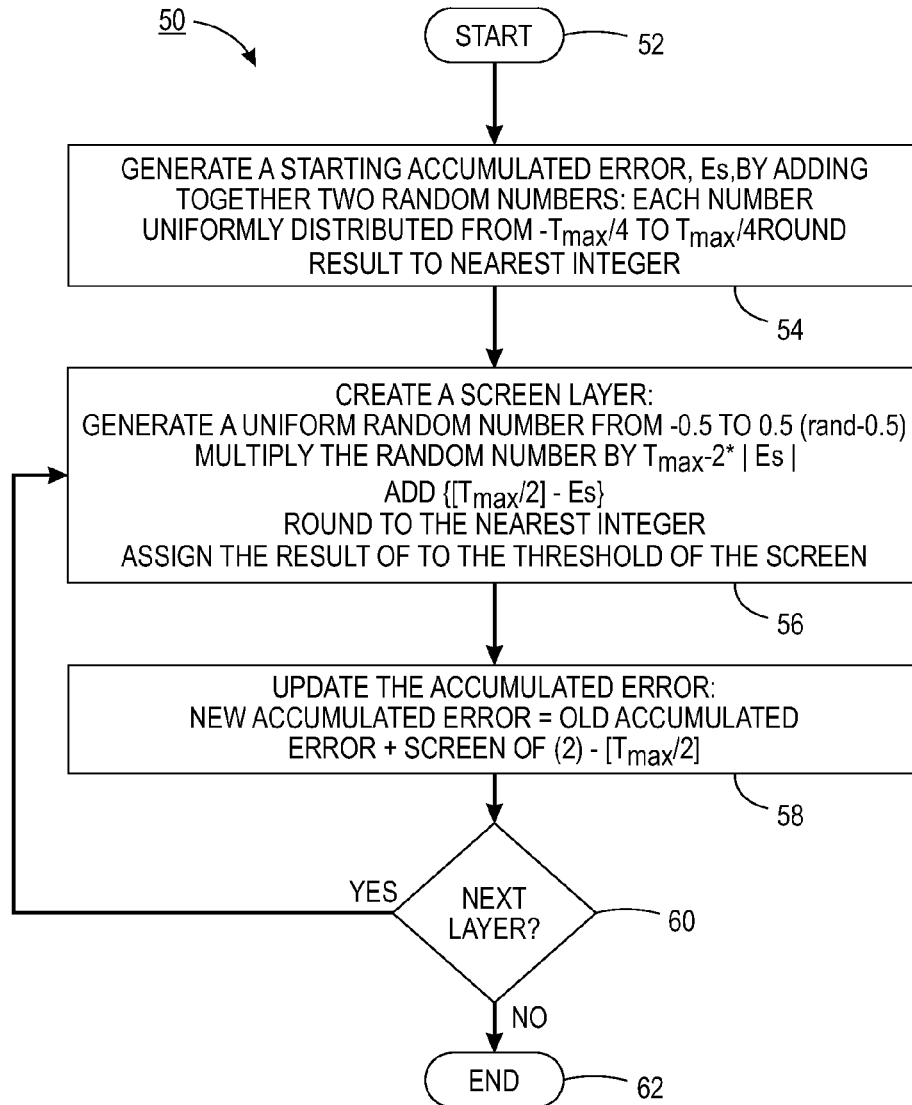 50
START
52
GENERATE A STARTING ACCUMULATED ERROR, Es,BY ADDING
TOGETHER TWO RANDOM NUMBERS: EACH NUMBER
UNIFORMLY DISTRIBUTED FROM -Tmax/4 TO Tmax/4ROUND
RESULT TO NEAREST INTEGER
54
CREATE A SCREEN LAYER:
GENERATE A UNIFORM RANDOM NUMBER FROM -0.5 TO 0.5 (rand-0.5)
MULTIPLY THE RANDOM NUMBER BY Tmax-2* | Es |
ADD {[Tmax/2] - Es}
ROUND TO THE NEAREST INTEGER
ASSIGN THE RESULT OF TO THE THRESHOLD OF THE SCREEN
56
UPDATE THE ACCUMULATED ERROR:
NEW ACCUMULATED ERROR = OLD ACCUMULATED
ERROR + SCREEN OF (2) - [Tmax/2]
58
YES
NEXT
LAYER?
60
NO
END
62